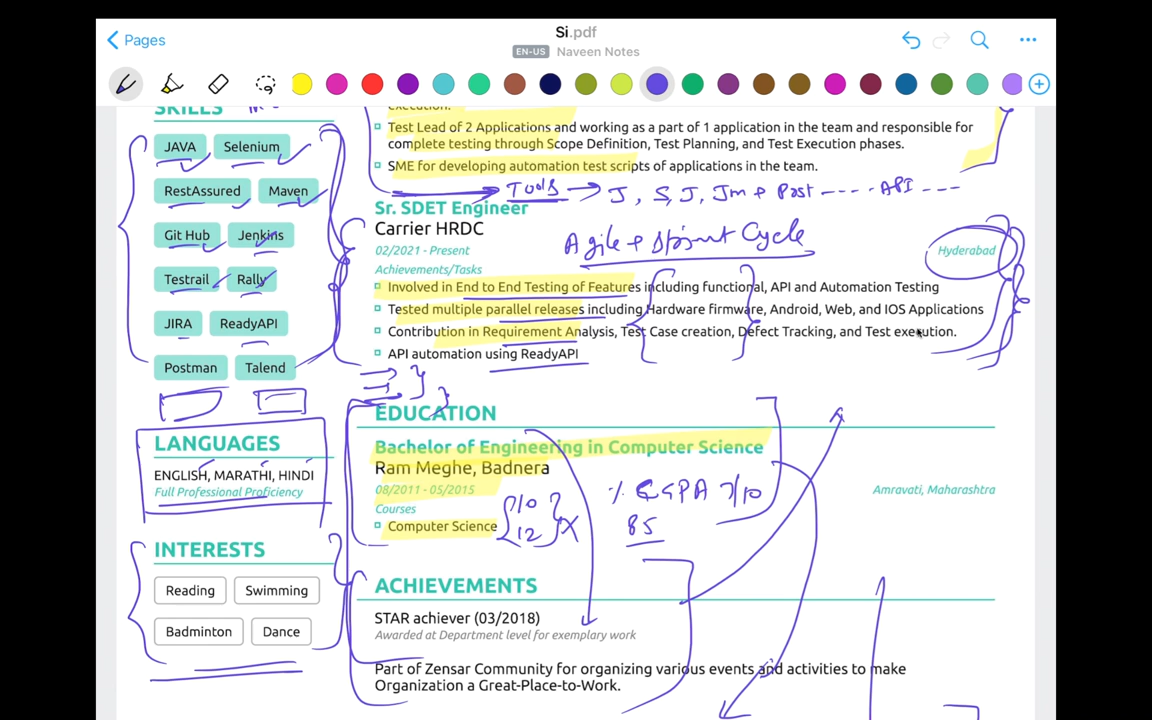 Pages
Si.pdf
EN-US Naveen Notes
SKILLS
JAVA Selenium
RestAssured Maven
Git Hub Jenkins
Testrail Rally
JIRA ReadyAPI
Postman Talend
LANGUAGES
ENGLISH, MARATHI, HINDI
Full Professional Proficiency
INTERESTS
Reading Swimming
Badminton Dance
execution.
Test Lead of 2 Applications and working as a part of 1 application in the team and responsible for
complete testing through Scope Definition, Test Planning, and Test Execution phases.
SME for developing automation test scripts of applications in the team.
Tools → J, S, J, Jm + Post ---- API ---
Sr. SDET Engineer
Carrier HRDC
Agile + Sprint Cycle
02/2021 - Present Hyderabad
Achievements/Tasks
Involved in End to End Testing of Features including functional, API and Automation Testing
Tested multiple parallel releases including Hardware firmware, Android, Web, and IOS Applications
Contribution in Requirement Analysis, Test Case creation, Defect Tracking, and Test execution.
API automation using ReadyAPI
EDUCATION
Bachelor of Engineering in Computer Science
Ram Meghe, Badnera
08/2011 - 05/2015 Amravati, Maharashtra
% CGPA 7/10
Courses
Computer Science
10
12 X
85
ACHIEVEMENTS
STAR achiever (03/2018)
Awarded at Department level for exemplary work
Part of Zensar Community for organizing various events and activities to make
Organization a Great-Place-to-Work.